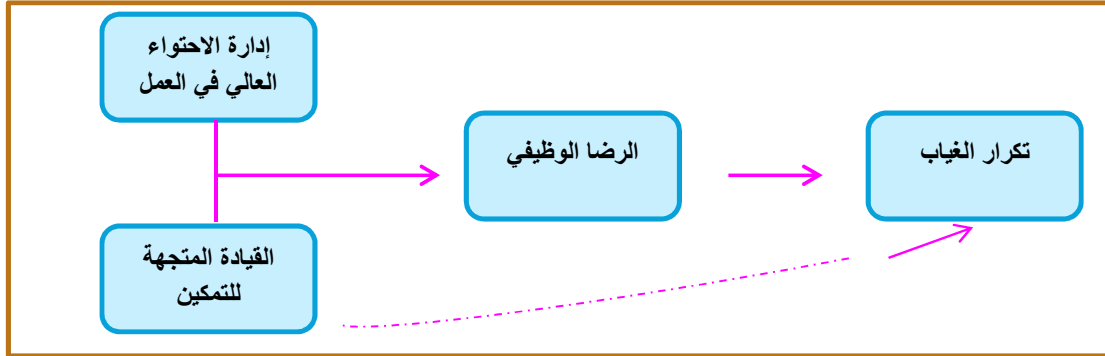 إدارة الاحتواء
العالي في العمل
الرضا الوظيفي
تكرار الغياب
القيادة المتجهة
للتمكين